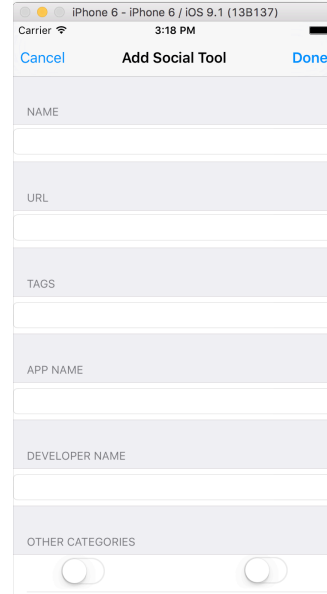 iPhone 6 - iPhone 6 / iOS 9.1 (13B137)
Carrier 3:18 PM
Cancel Add Social Tool Done
NAME
URL
TAGS
APP NAME
DEVELOPER NAME
OTHER CATEGORIES